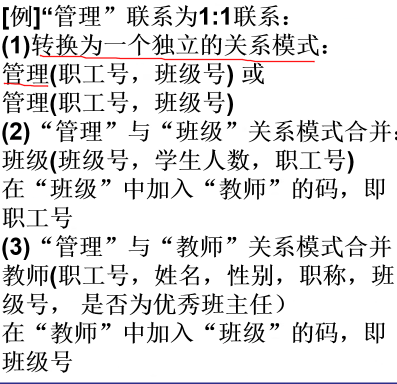 [例]“管理”联系为1:1联系：
(1)转换为一个独立的关系模式：
管理(职工号，班级号) 或
管理(职工号，班级号)
(2)“管理”与“班级”关系模式合并：
班级(班级号，学生人数，职工号)
在“班级”中加入“教师”的码，即
职工号
(3)“管理”与“教师”关系模式合并
教师(职工号，姓名，性别，职称，班
级号， 是否为优秀班主任）
在“教师”中加入“班级”的码，即
班级号